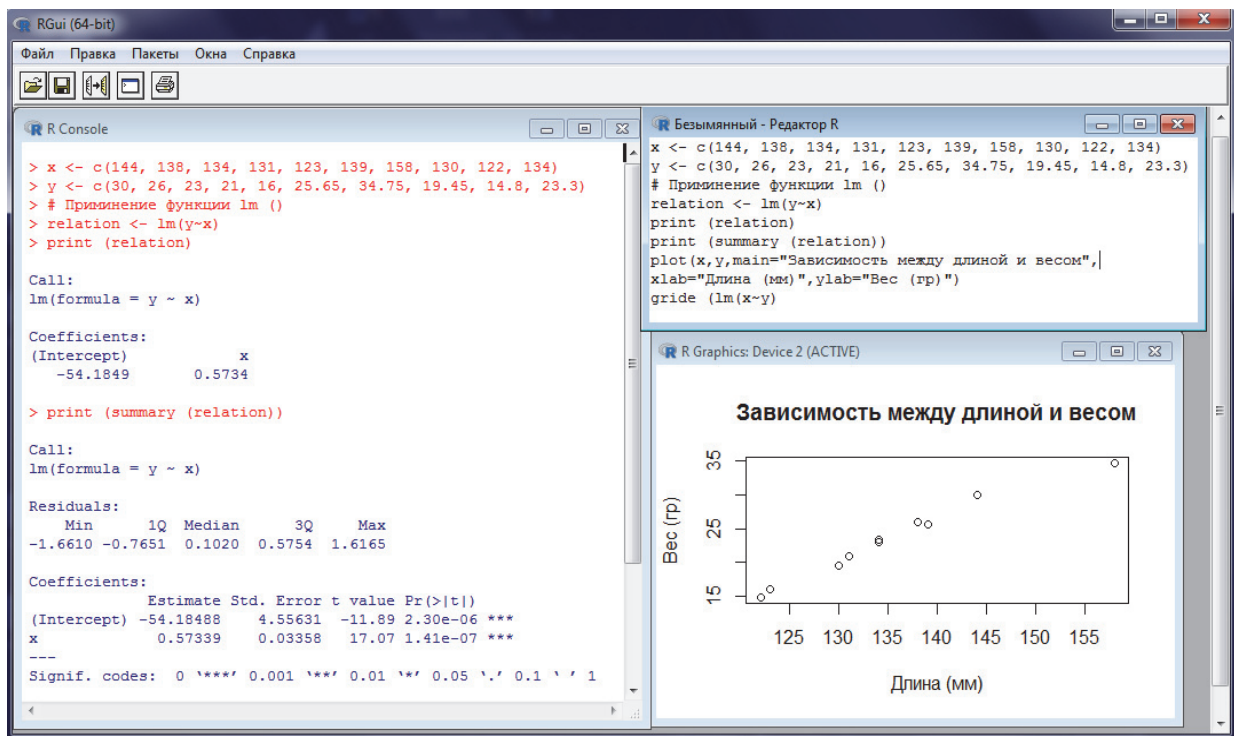 RGui (64-bit)
Файл Правка Пакеты Окна Справка
R Console
> x <- c(144, 138, 134, 131, 123, 139, 158, 130, 122, 134)
> y <- c(30, 26, 23, 21, 16, 25.65, 34.75, 19.45, 14.8, 23.3)
> # Приминение функции lm ()
> relation <- lm(y~x)
> print (relation)
Call:
lm(formula = y ~ x)
Coefficients:
(Intercept) x
-54.1849 0.5734
> print (summary (relation))
Call:
lm(formula = y ~ x)
Residuals:
Min 1Q Median 3Q Max
-1.6610 -0.7651 0.1020 0.5754 1.6165
Coefficients:
Estimate Std. Error t value Pr(>|t|)
(Intercept) -54.18488 4.55631 -11.89 2.30e-06 ***
x 0.57339 0.03358 17.07 1.41e-07 ***
---
Signif. codes: 0 '***' 0.001 '**' 0.01 '*' 0.05 '.' 0.1 ' ' 1
Безымянный - Редактор R
x <- c(144, 138, 134, 131, 123, 139, 158, 130, 122, 134)
y <- c(30, 26, 23, 21, 16, 25.65, 34.75, 19.45, 14.8, 23.3)
# Приминение функции lm ()
relation <- lm(y~x)
print (relation)
print (summary (relation))
plot(x,y,main="Зависимость между длиной и весом",
xlab="Длина (мм)",ylab="Вес (гр)")
gride (lm(x~y)
R Graphics: Device 2 (ACTIVE)
Зависимость между длиной и весом
Вес (гр)
35
25
15
125 130 135 140 145 150 155
Длина (мм)